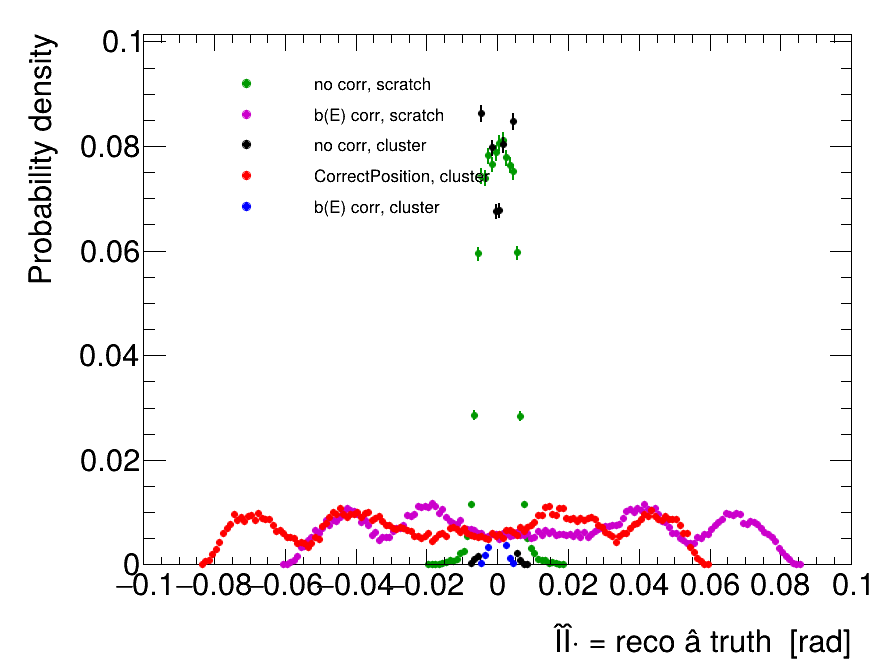 Probability density
0.1
0.08
0.06
0.04
0.02
0
no corr, scratch
b(E) corr, scratch
no corr, cluster
CorrectPosition, cluster
b(E) corr, cluster
−0.1 −0.08 −0.06 −0.04 −0.02 0 0.02 0.04 0.06 0.08 0.1
ÎÎ· = reco â truth [rad]